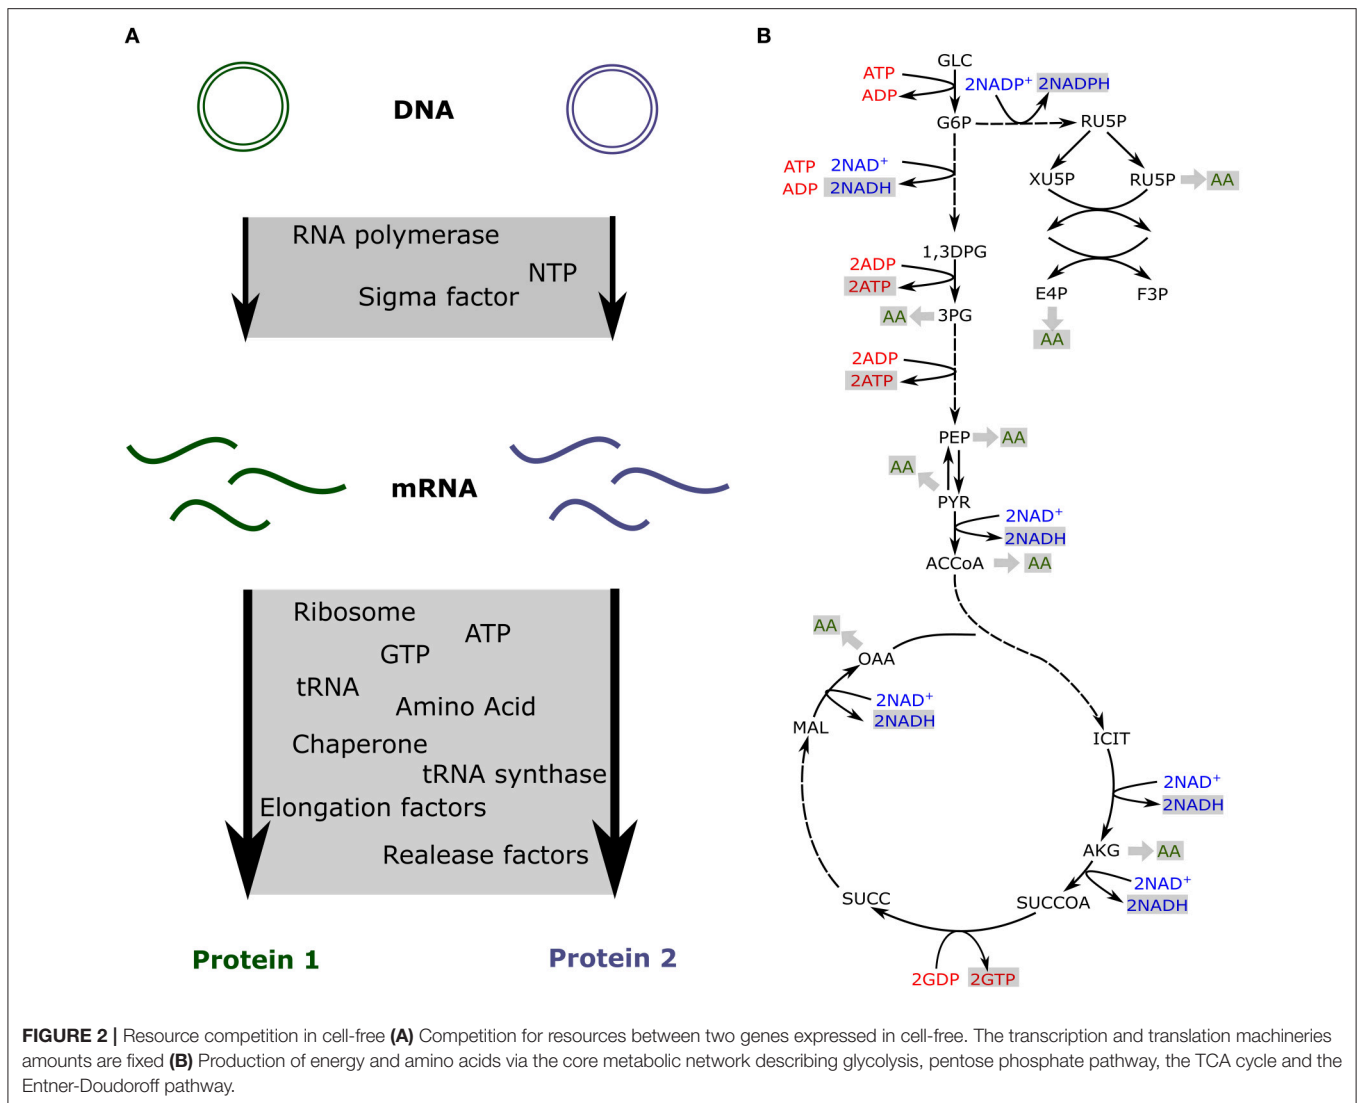 A
DNA
RNA polymerase
NTP
Sigma factor
mRNA
Ribosome
ATP
GTP
tRNA
Amino Acid
Chaperone
tRNA synthase
Elongation factors
Realease factors
Protein 1
Protein 2
B
GLC
ATP
ADP
2NADP+ 2NADPH
G6P
RU5P
ATP 2NAD+
ADP 2NADH
XU5P
RU5P
AA
1,3DPG
2ADP
2ATP
E4P
F3P
AA
3PG
AA
2ADP
2ATP
PEP
AA
AA
PYR
2NAD+
2NADH
ACCoA
AA
AA
OAA
2NAD+
2NADH
MAL
ICIT
2NAD+
2NADH
AKG
AA
2NAD+
2NADH
SUCCOA
SUCC
2GDP
2GTP
FIGURE 2 | Resource competition in cell-free (A) Competition for resources between two genes expressed in cell-free. The transcription and translation machineries
amounts are fixed (B) Production of energy and amino acids via the core metabolic network describing glycolysis, pentose phosphate pathway, the TCA cycle and the
Entner-Doudoroff pathway.